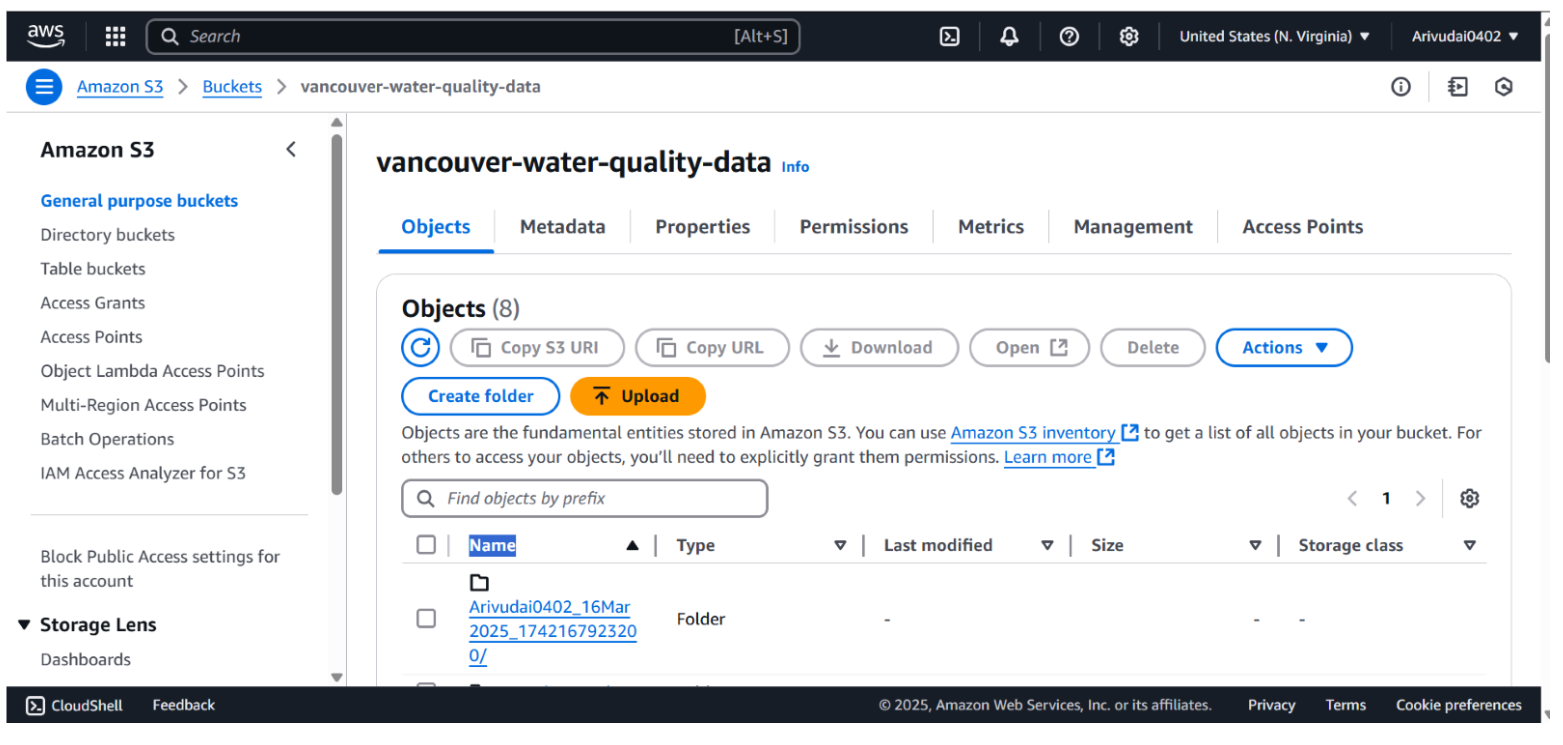 aws
Search [Alt+S]
United States (N. Virginia) ▼
Arivudai0402 ▼
Amazon S3 > Buckets > vancouver-water-quality-data
Amazon S3
General purpose buckets
Directory buckets
Table buckets
Access Grants
Access Points
Object Lambda Access Points
Multi-Region Access Points
Batch Operations
IAM Access Analyzer for S3
Block Public Access settings for
this account
▼ Storage Lens
Dashboards
vancouver-water-quality-data Info
Objects Metadata Properties Permissions Metrics Management Access Points
Objects (8)
Copy S3 URI Copy URL Download Open Delete Actions ▼
Create folder Upload
Objects are the fundamental entities stored in Amazon S3. You can use Amazon S3 inventory to get a list of all objects in your bucket. For
others to access your objects, you'll need to explicitly grant them permissions. Learn more
Find objects by prefix
< 1 >
Name ▲ Type Last modified Size Storage class
Arivudai0402_16Mar
2025_174216792320
0/
Folder - - -
CloudShell Feedback © 2025, Amazon Web Services, Inc. or its affiliates. Privacy Terms Cookie preferences